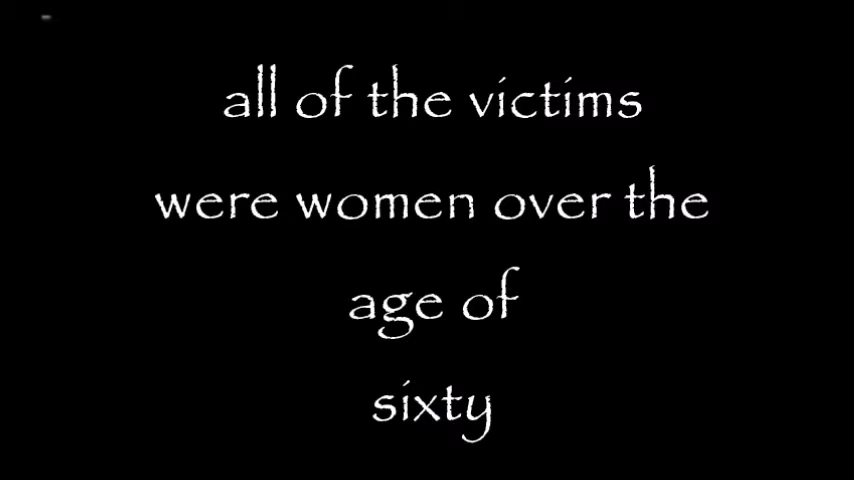 all of the victims
were women over the
age of
sixty